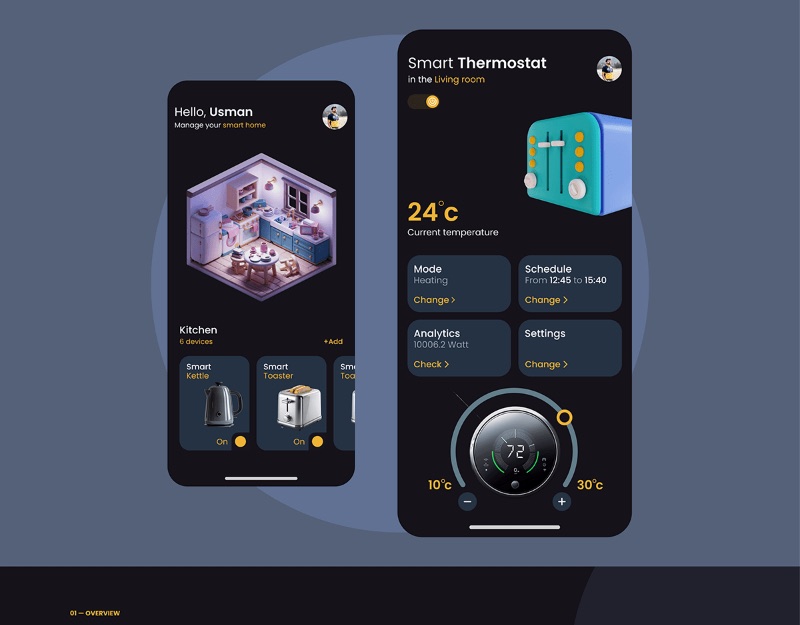 Hello, Usman
Manage your smart home
Kitchen
6 devices
+Add
Smart
Kettle
On
Smart
Toaster
On
Smart Thermostat
in the Living room
24°c
Current temperature
Mode
Heating
Change >
Schedule
From 12:45 to 15:40
Change >
Analytics
10006.2 Watt
Check >
Settings
Change >
72
10°c
30°c
01 — OVERVIEW